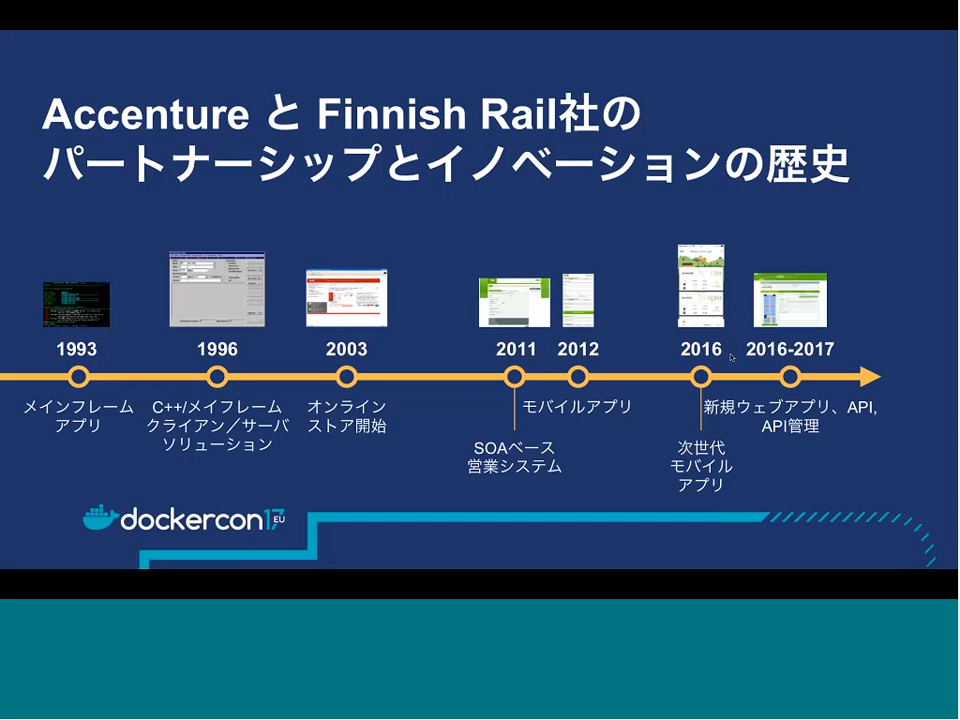 Accenture と Finnish Rail社の
パートナーシップとイノベーションの歴史
1993
1996
2003
2011
2012
2016
2016-2017
メインフレーム
アプリ
C++/メイフレーム
クライアン／サーバ
ソリューション
オンライン
ストア開始
SOAベース
営業システム
モバイルアプリ
次世代
モバイル
アプリ
新規ウェブアプリ、API,
API管理
dockercon17
EU